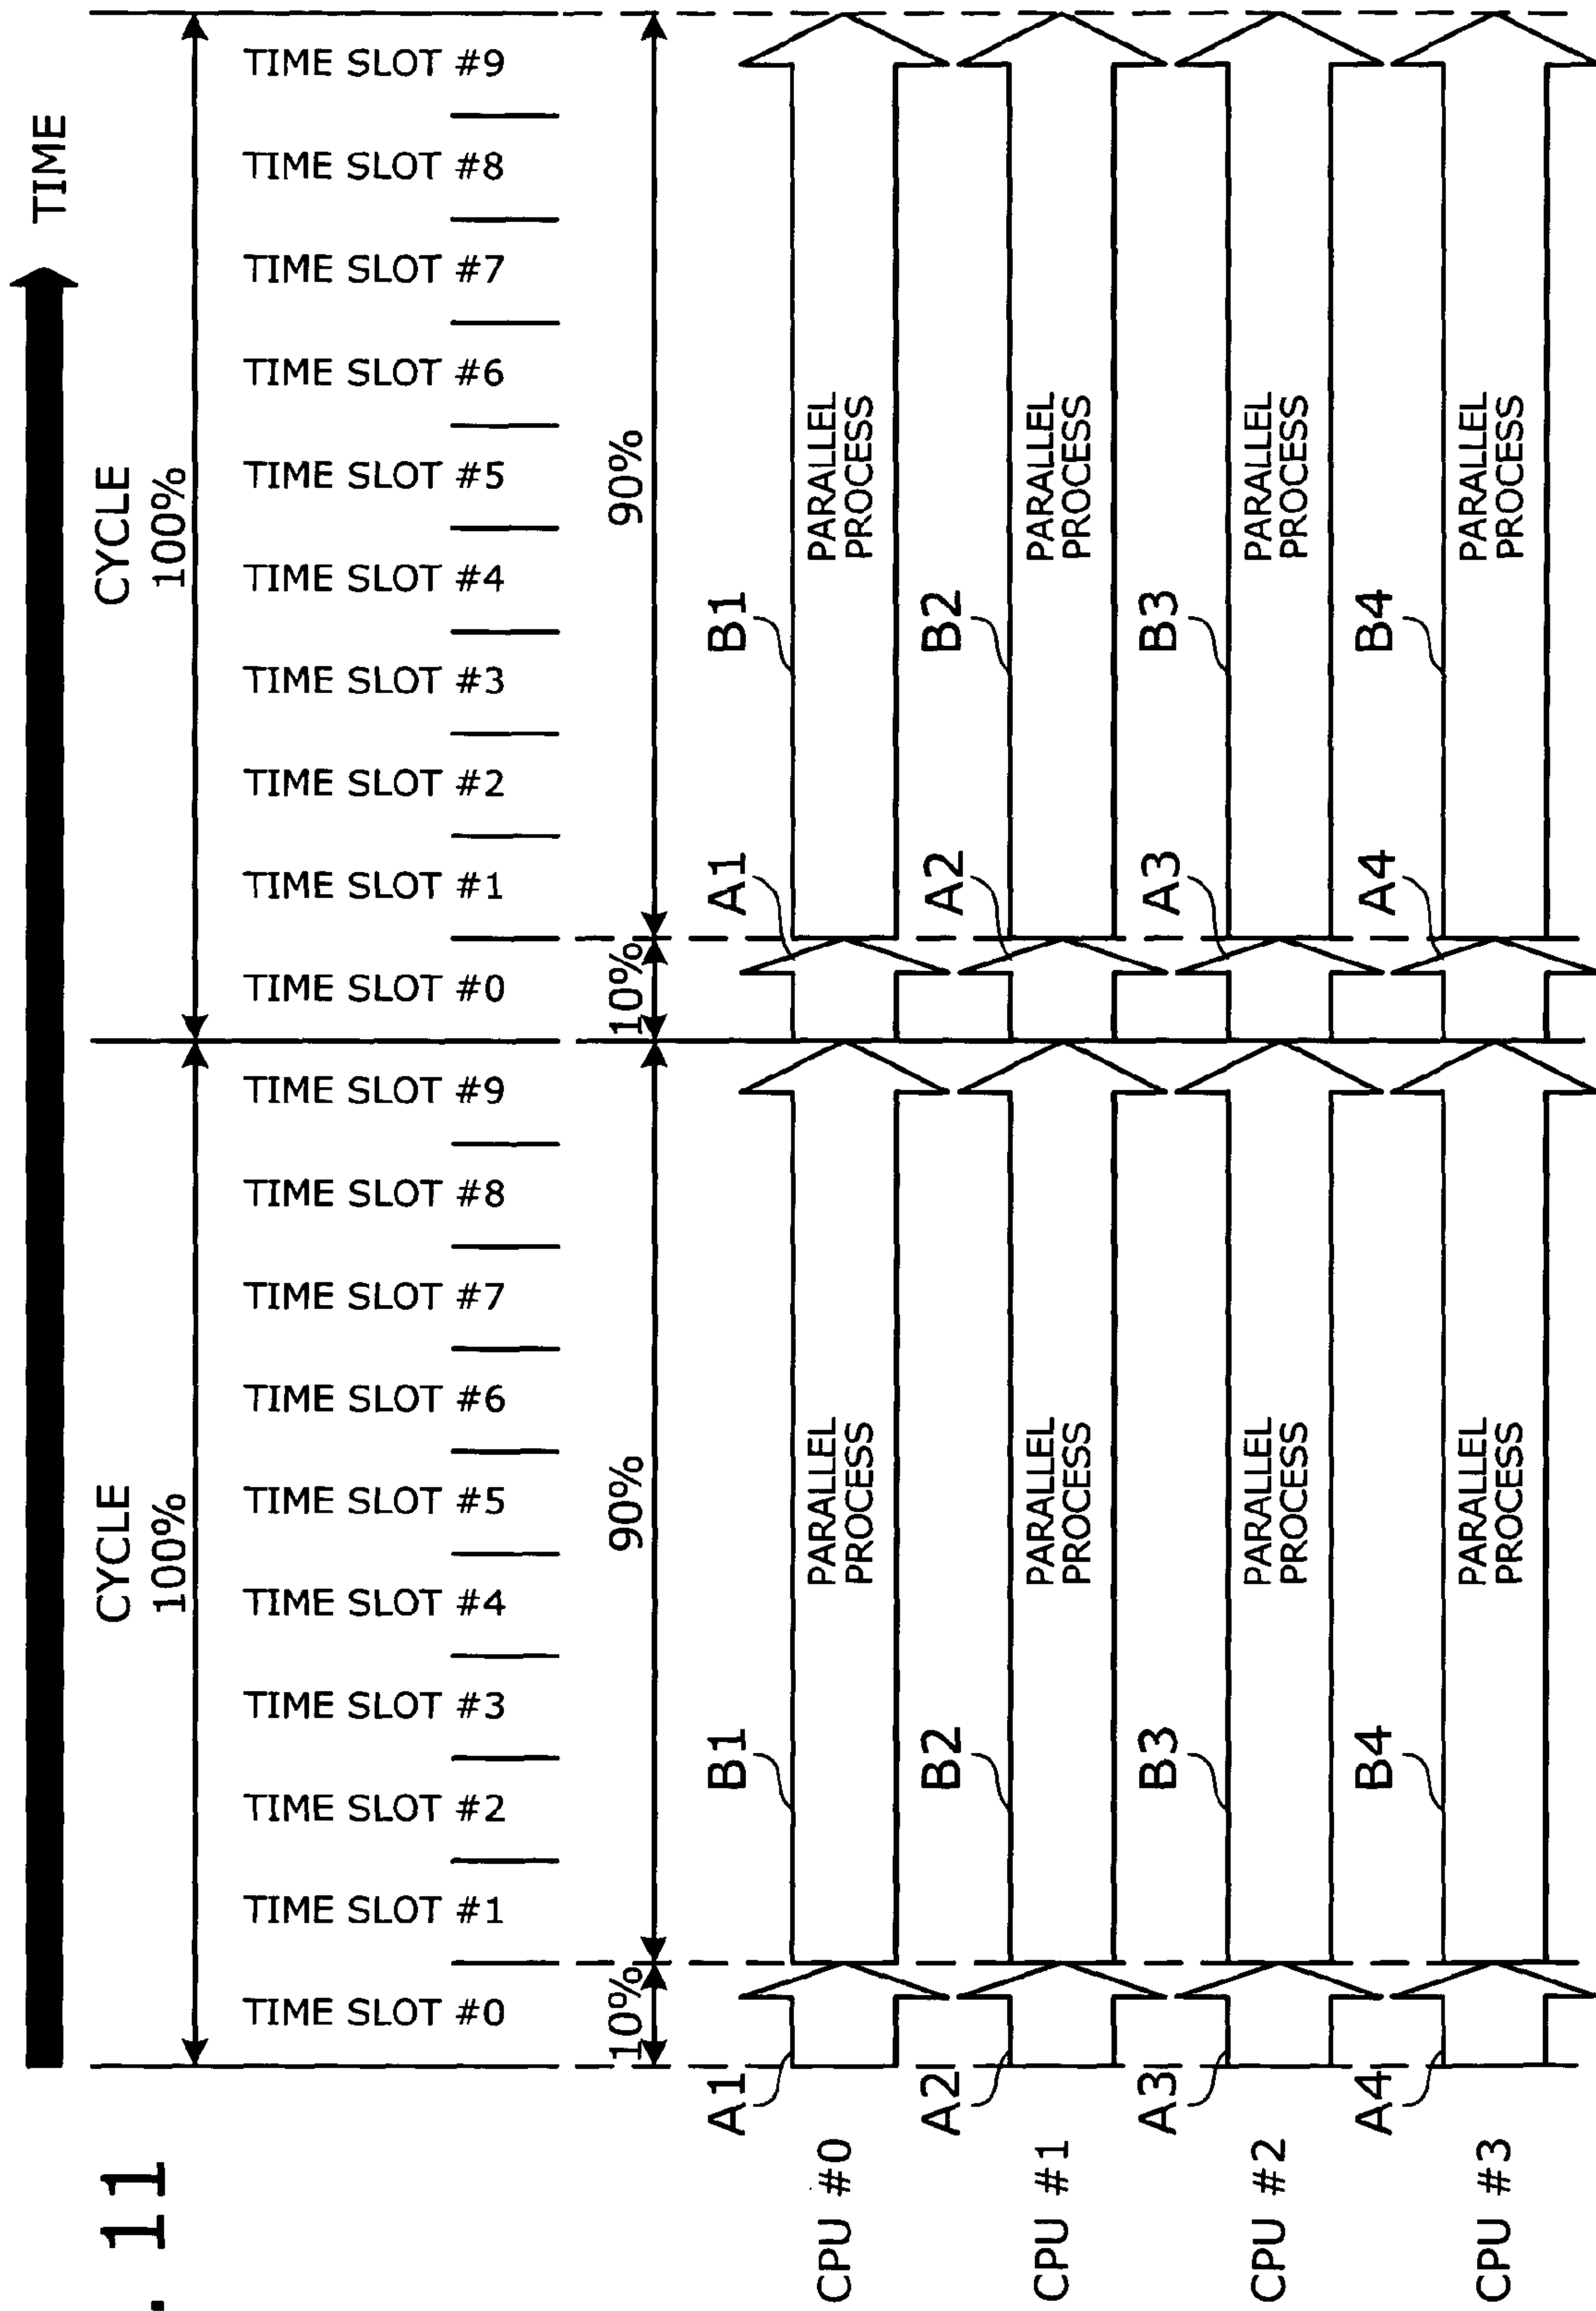 . 11
TIME
CYCLE
100%
CYCLE
100%
TIME SLOT #0
TIME SLOT #1
TIME SLOT #2
TIME SLOT #3
TIME SLOT #4
TIME SLOT #5
TIME SLOT #6
TIME SLOT #7
TIME SLOT #8
TIME SLOT #9
TIME SLOT #0
TIME SLOT #1
TIME SLOT #2
TIME SLOT #3
TIME SLOT #4
TIME SLOT #5
TIME SLOT #6
TIME SLOT #7
TIME SLOT #8
TIME SLOT #9
10%
90%
10%
90%
CPU #0
A1
B1
PARALLEL
PROCESS
A1
B1
PARALLEL
PROCESS
CPU #1
A2
B2
PARALLEL
PROCESS
A2
B2
PARALLEL
PROCESS
CPU #2
A3
B3
PARALLEL
PROCESS
A3
B3
PARALLEL
PROCESS
CPU #3
A4
B4
PARALLEL
PROCESS
A4
B4
PARALLEL
PROCESS